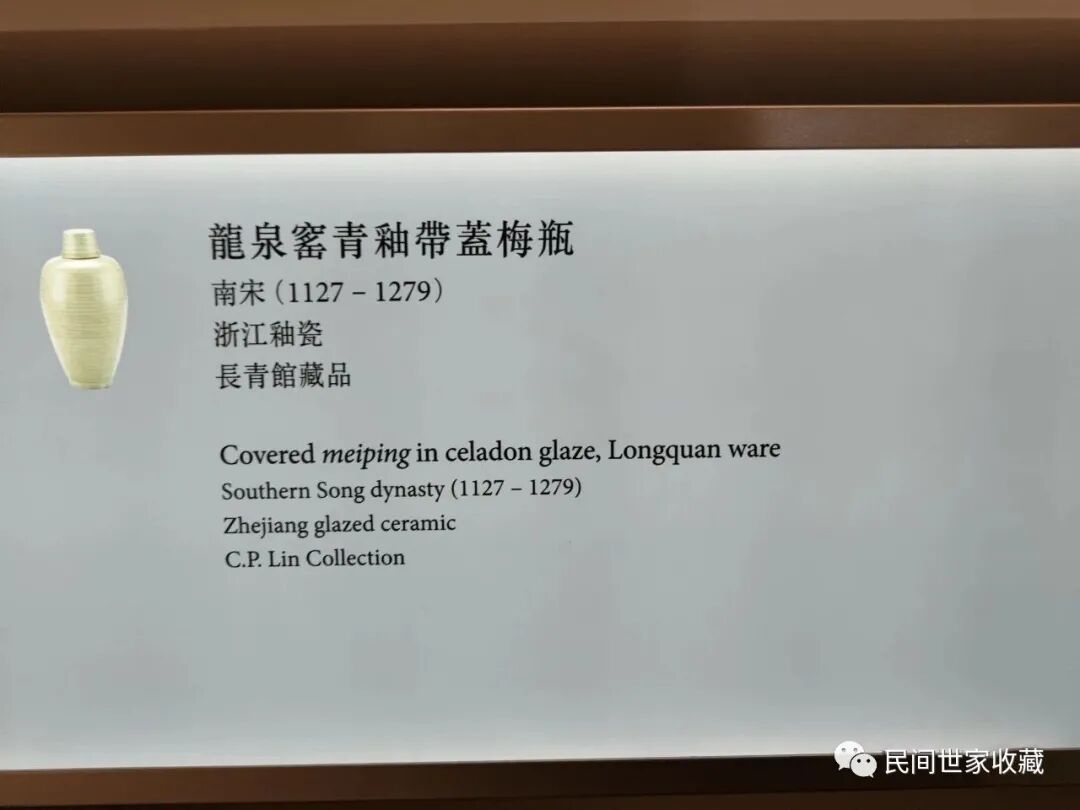 龍泉窰青釉帶蓋梅瓶
南宋（1127 – 1279）
浙江釉瓷
長青館藏品
Covered meiping in celadon glaze, Longquan ware
Southern Song dynasty (1127 – 1279)
Zhejiang glazed ceramic
C.P. Lin Collection
民间世家收藏